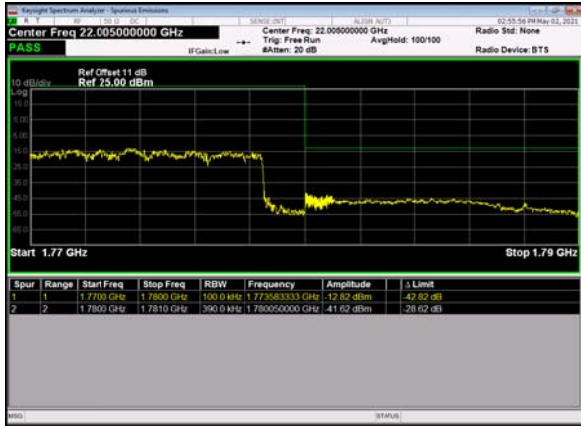 Keysight Spectrum Analyzer - Spurious Emissions
R T RF 50 Ω DC SENSE:INT ALIGN AUTO 02:55:56 PM May 02, 2021
Center Freq 22.005000000 GHz Center Freq: 22.005000000 GHz Radio Std: None
Trig: Free Run AvgHold: 100/100
PASS IFGain:Low #Atten: 20 dB Radio Device: BTS
Ref Offset 11 dB
10 dB/div Ref 25.00 dBm
Log
15.0
5.00
-5.00
-15.0
-25.0
-35.0
-45.0
-55.0
-65.0
Start 1.77 GHz Stop 1.79 GHz
Spur Range Start Freq Stop Freq RBW Frequency Amplitude Δ Limit
1 1 1.7700 GHz 1.7800 GHz 100.0 kHz 1.773583333 GHz -12.82 dBm -42.82 dB
2 2 1.7800 GHz 1.7810 GHz 390.0 kHz 1.780050000 GHz -41.62 dBm -28.62 dB
MSG STATUS